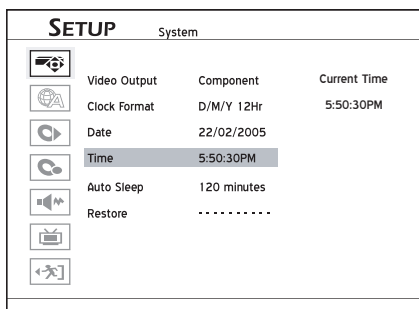 SETUP System
Video Output Component Current Time
Clock Format D/M/Y 12Hr 5:50:30PM
Date 22/02/2005
Time 5:50:30PM
Auto Sleep 120 minutes
Restore ----------